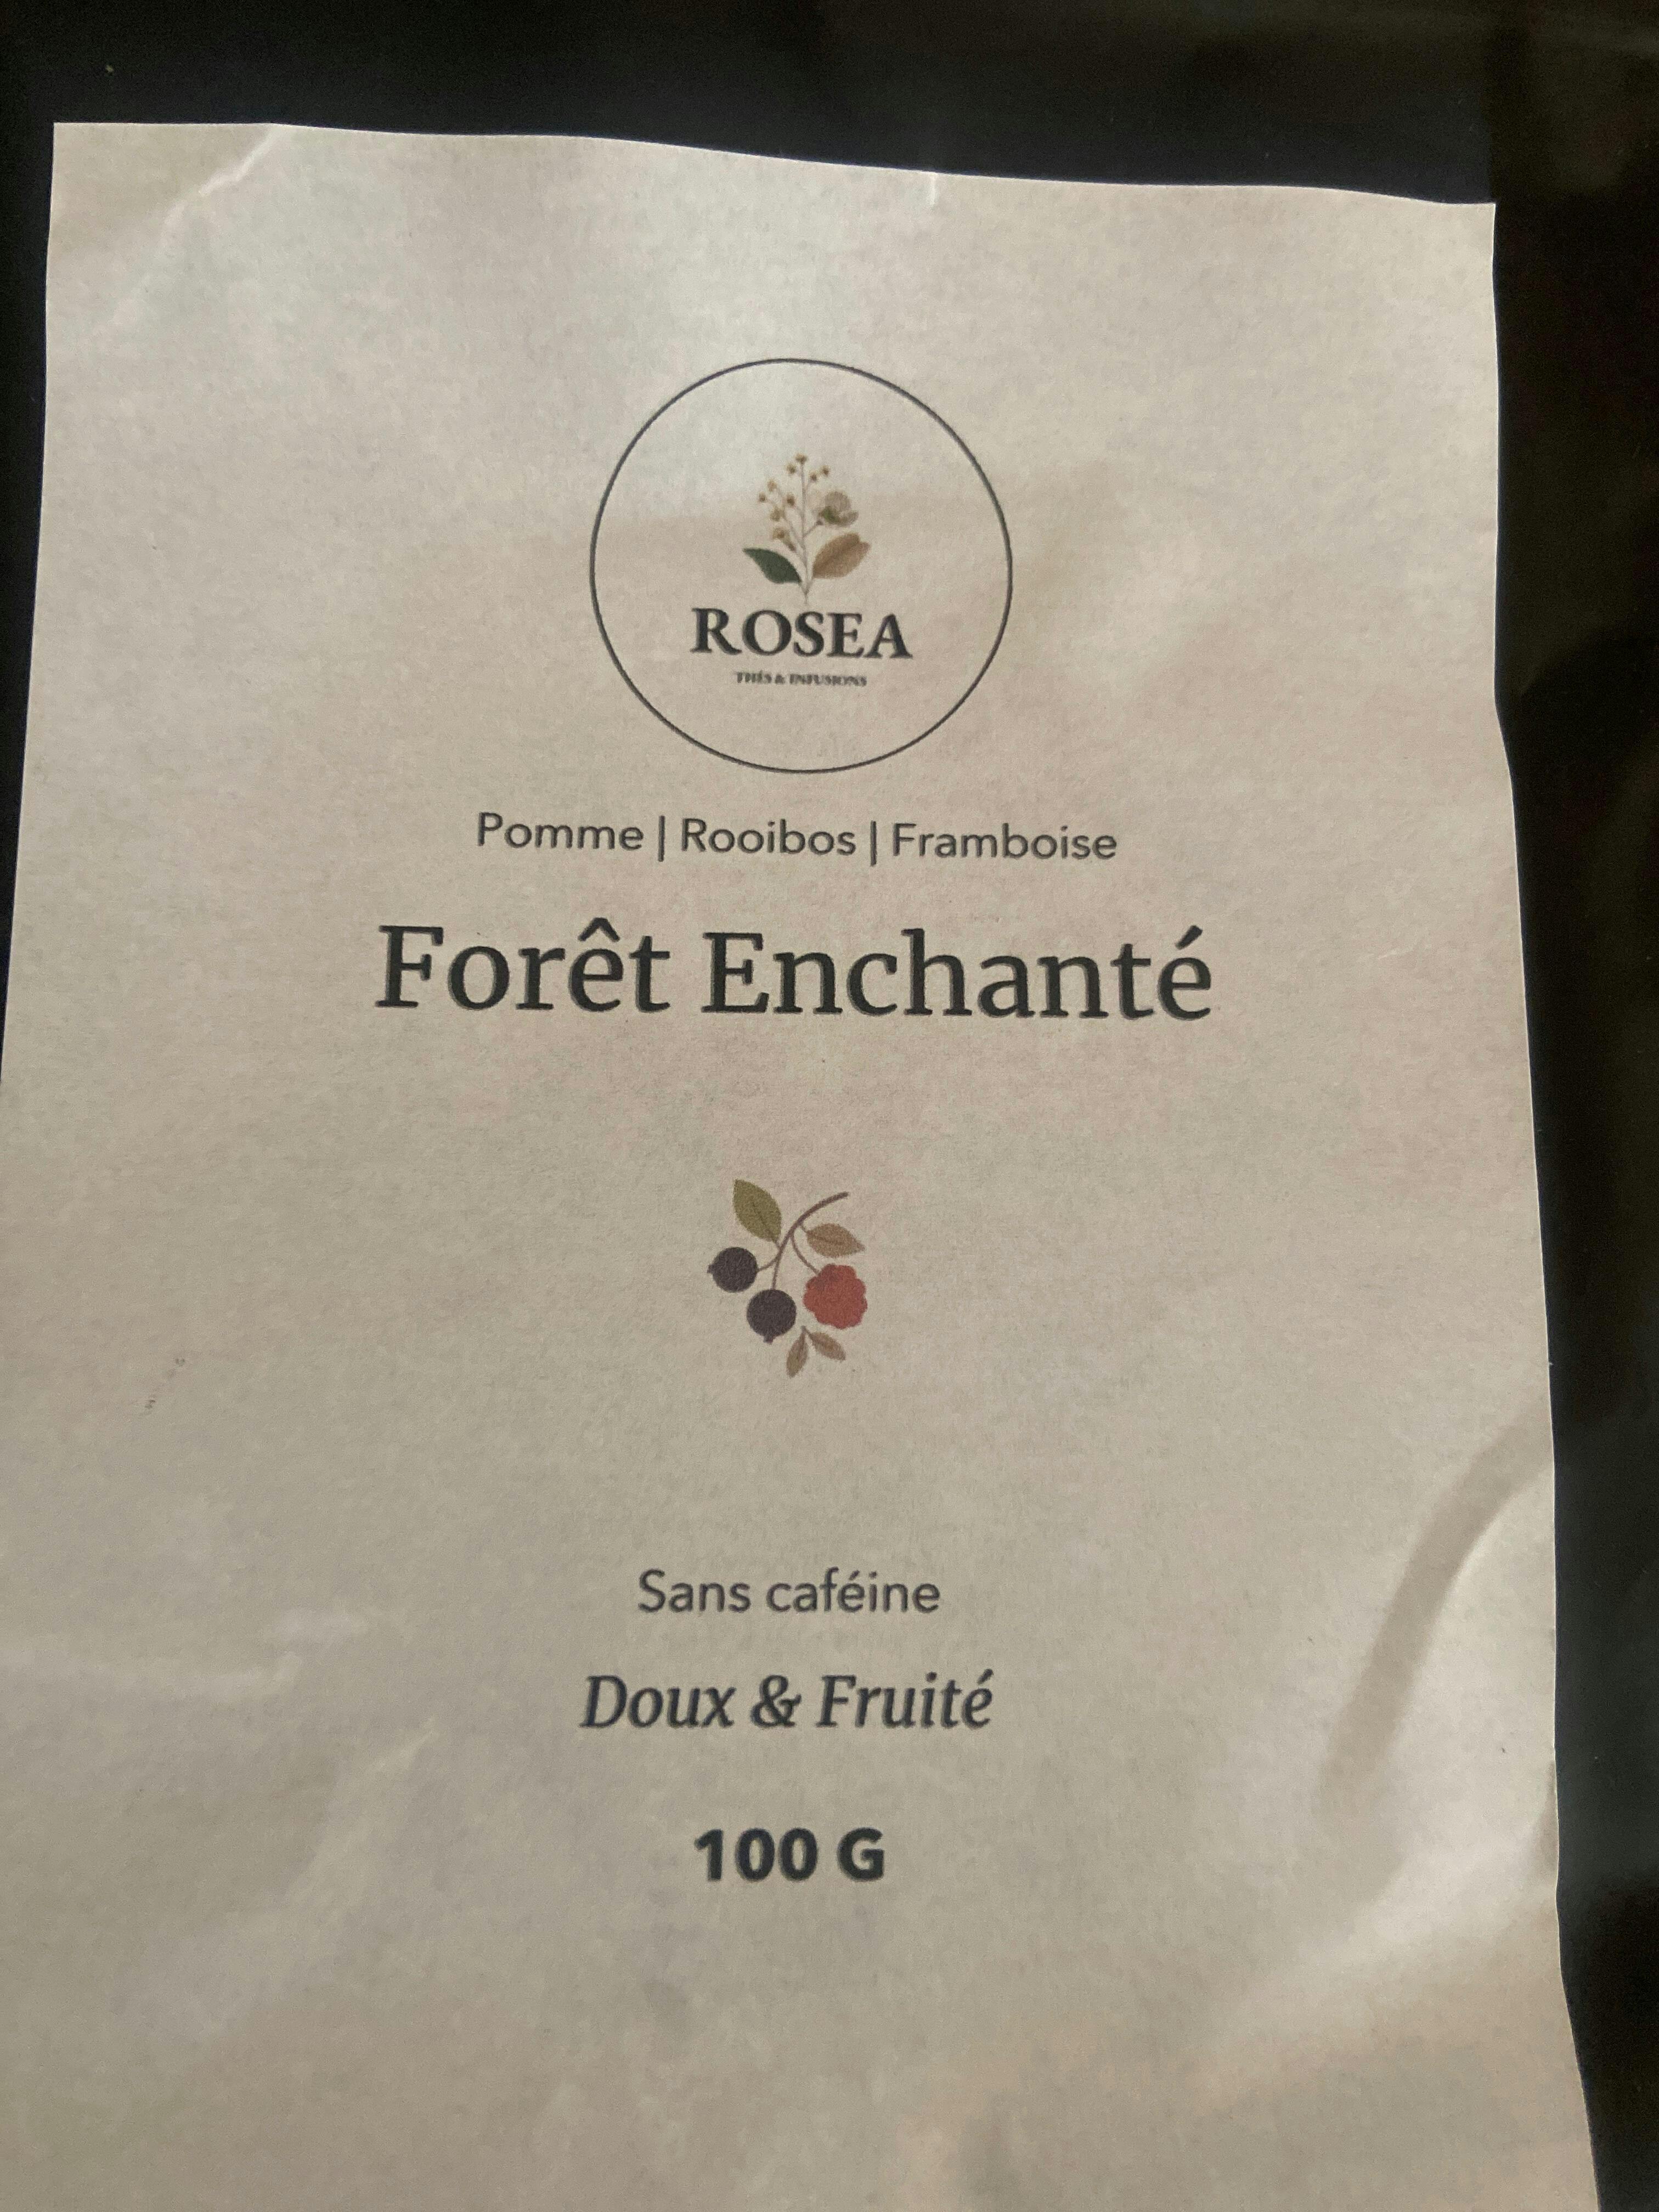 ROSEA
THÉS & INFUSIONS
Pomme | Rooibos | Framboise
Forêt Enchanté
Sans caféine
Doux & Fruité
100 G